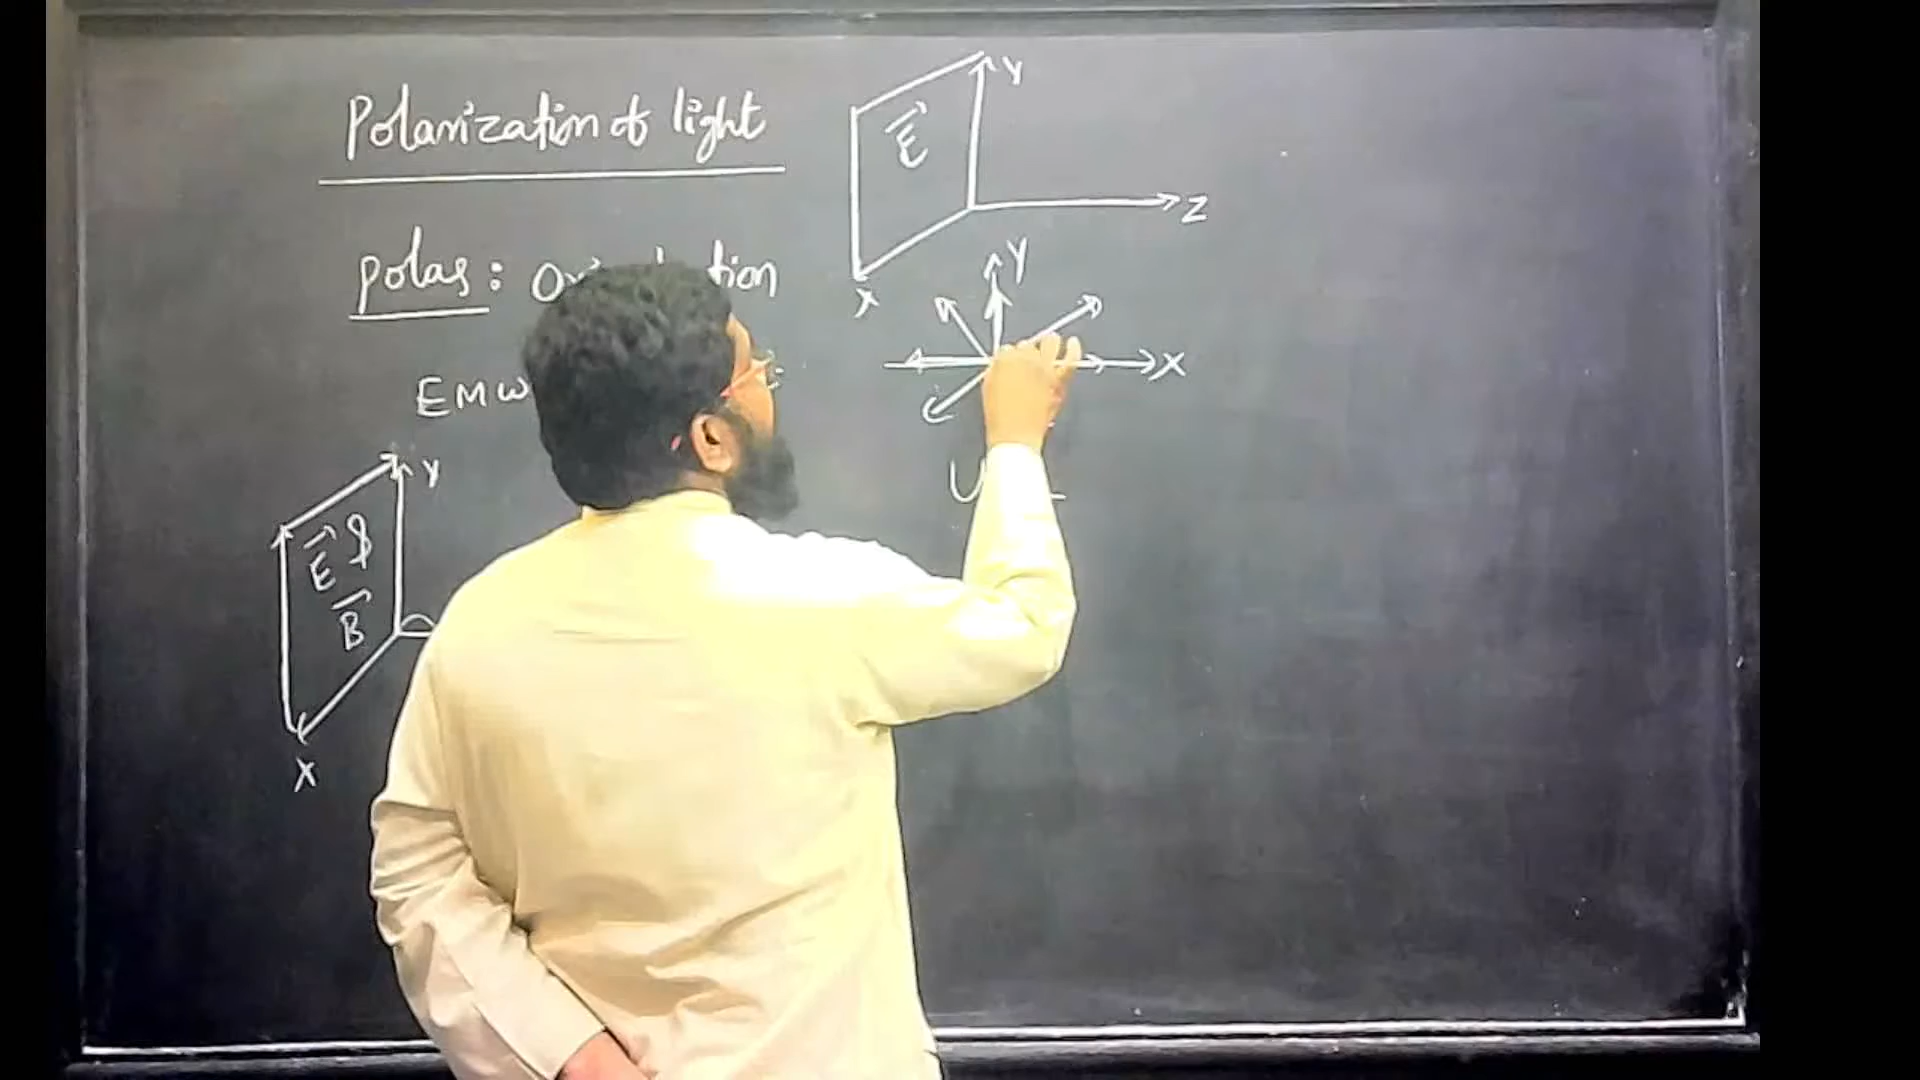 Polarization of light
polas: tion
EMW
Y
E
Z
X
Y
X
U
Y
E &
B
X